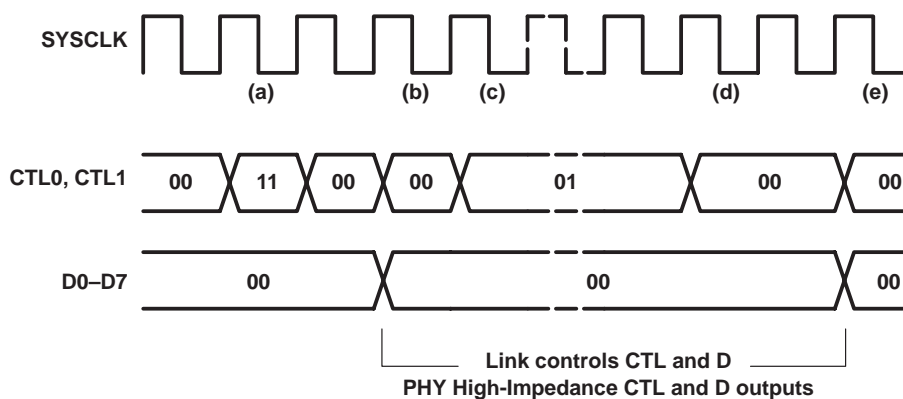 SYSCLK
(a) (b) (c) (d) (e)
CTL0, CTL1 00 11 00 00 01 00 00
D0–D7 00 00 00
Link controls CTL and D
PHY High-Impedance CTL and D outputs